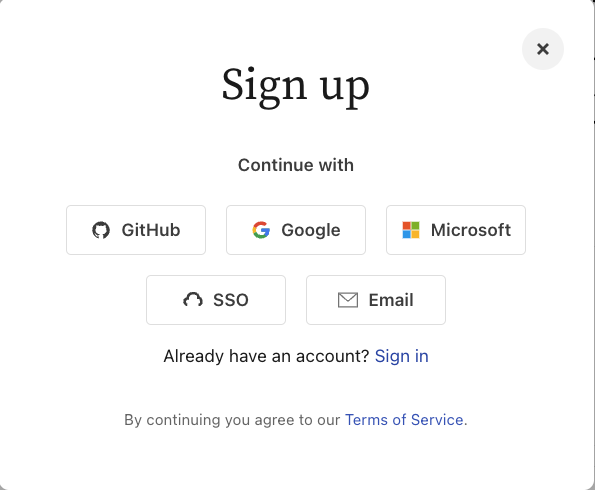 Sign up
Continue with
GitHub Google Microsoft
SSO Email
Already have an account? Sign in
By continuing you agree to our Terms of Service.